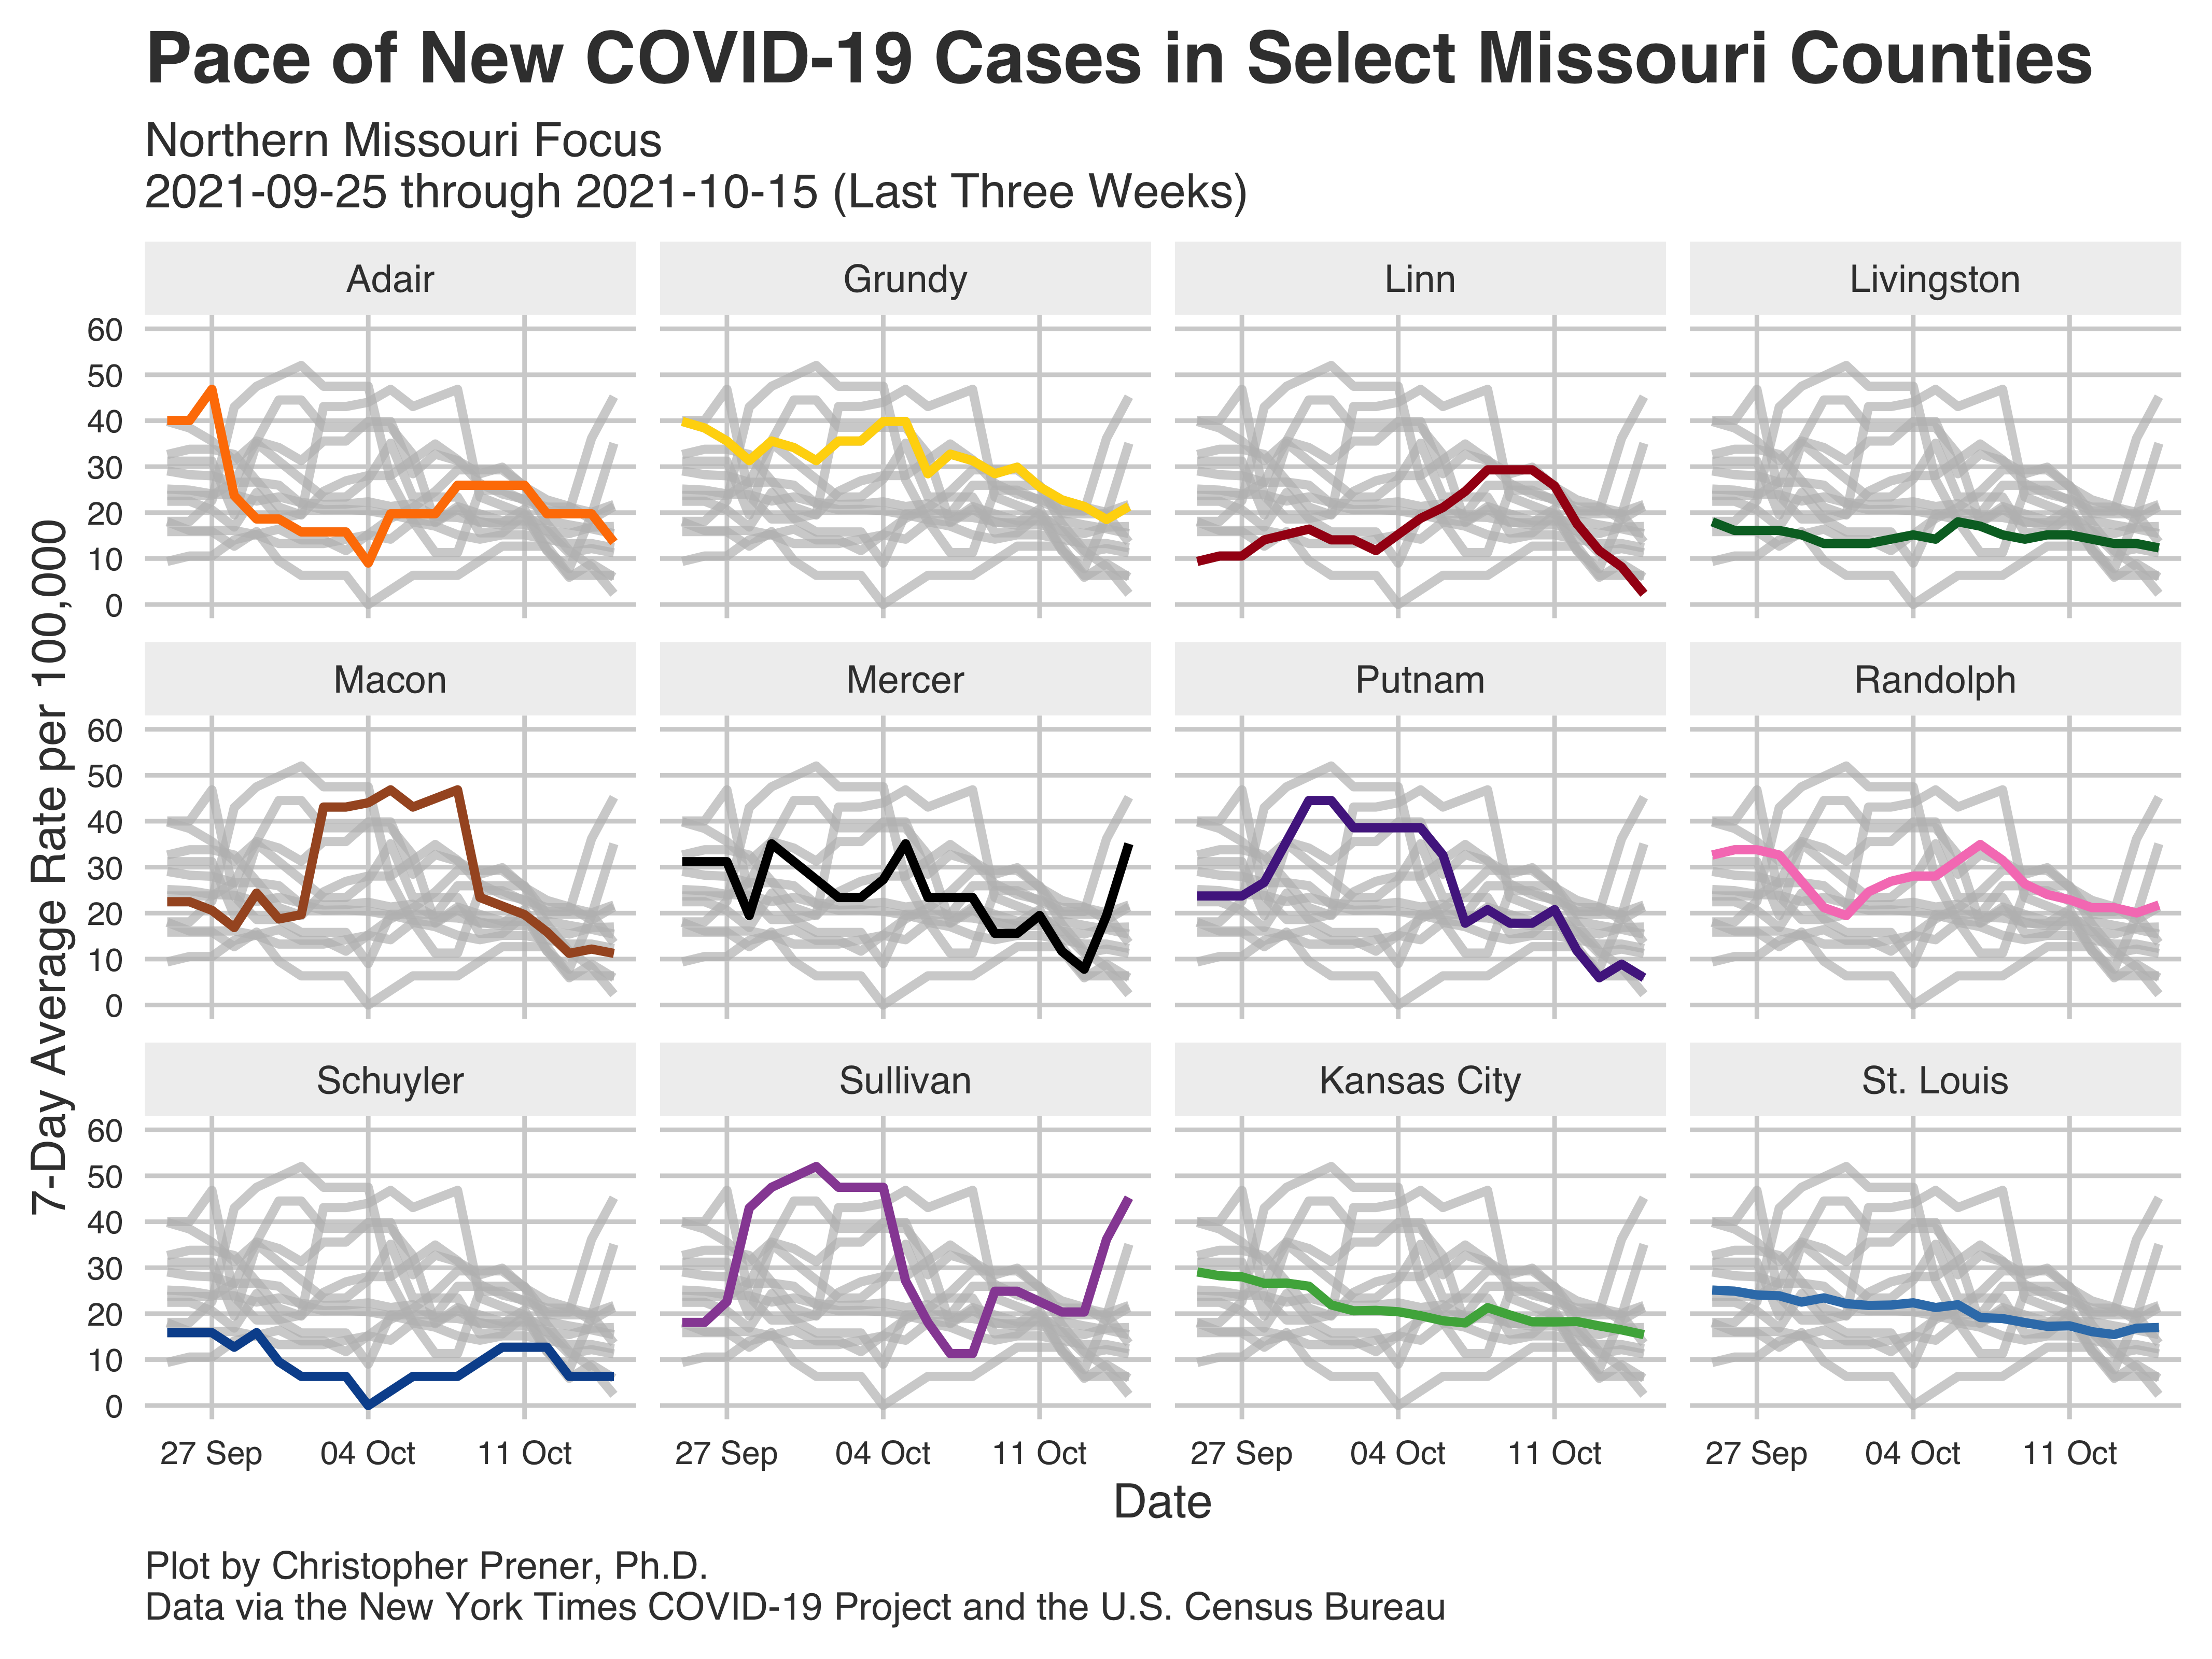 Pace of New COVID-19 Cases in Select Missouri Counties
Northern Missouri Focus
2021-09-25 through 2021-10-15 (Last Three Weeks)
7-Day Average Rate per 100,000
Adair
Grundy
Linn
Livingston
60
50
40
30
20
10
0
Macon
Mercer
Putnam
Randolph
60
50
40
30
20
10
0
Schuyler
Sullivan
Kansas City
St. Louis
60
50
40
30
20
10
0
27 Sep 04 Oct 11 Oct
27 Sep 04 Oct 11 Oct
27 Sep 04 Oct 11 Oct
27 Sep 04 Oct 11 Oct
Date
Plot by Christopher Prener, Ph.D.
Data via the New York Times COVID-19 Project and the U.S. Census Bureau